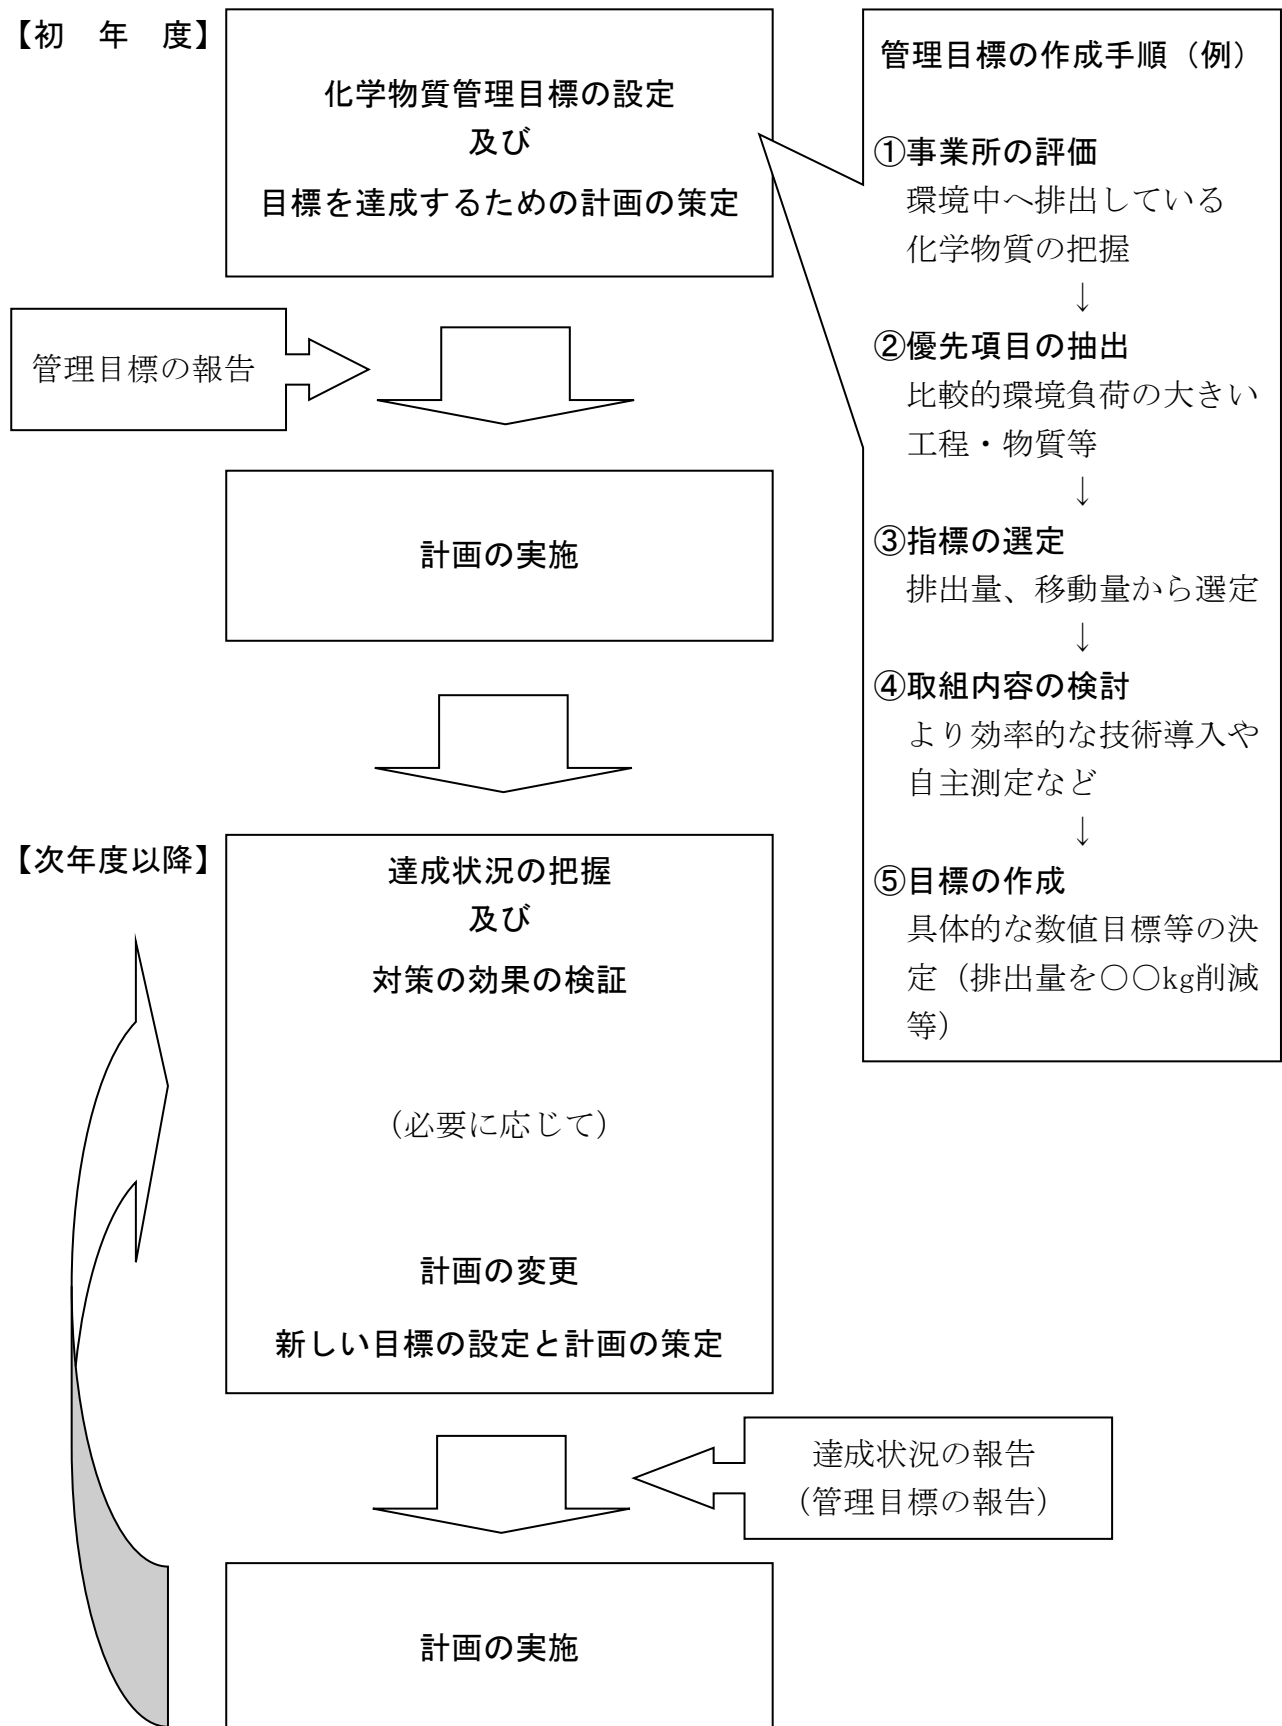 【初　年　度】
化学物質管理目標の設定
及び
目標を達成するための計画の策定
管理目標の報告
計画の実施
【次年度以降】
達成状況の把握
及び
対策の効果の検証
（必要に応じて）
計画の変更
新しい目標の設定と計画の策定
達成状況の報告
（管理目標の報告）
計画の実施
管理目標の作成手順（例）
①事業所の評価
環境中へ排出している
化学物質の把握
↓
②優先項目の抽出
比較的環境負荷の大きい
工程・物質等
↓
③指標の選定
排出量、移動量から選定
↓
④取組内容の検討
より効率的な技術導入や
自主測定など
↓
⑤目標の作成
具体的な数値目標等の決
定（排出量を○○kg削減
等）